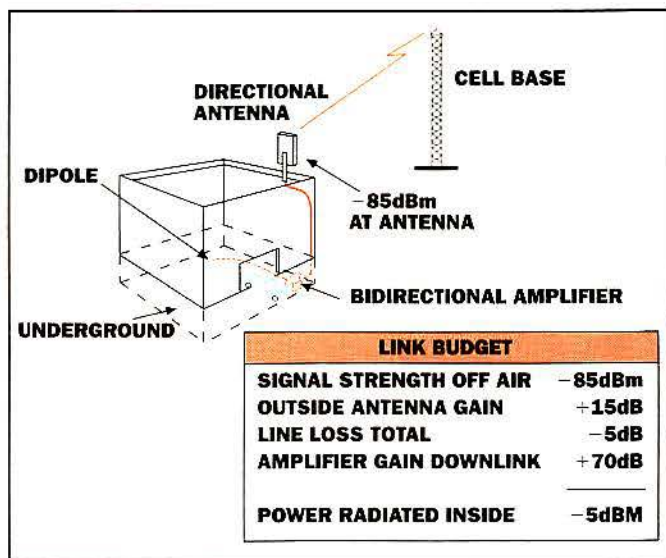 CELL BASE
DIRECTIONAL
ANTENNA
DIPOLE
−85dBm
AT ANTENNA
BIDIRECTIONAL AMPLIFIER
UNDERGROUND
LINK BUDGET
SIGNAL STRENGTH OFF AIR −85dBm
OUTSIDE ANTENNA GAIN +15dB
LINE LOSS TOTAL −5dB
AMPLIFIER GAIN DOWNLINK +70dB
POWER RADIATED INSIDE −5dBM